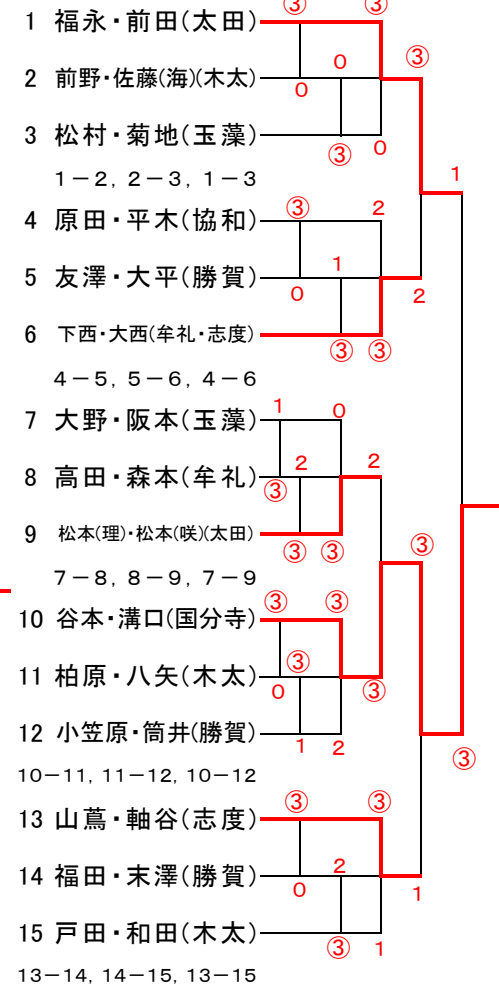 ③ ③
1 福永・前田(太田)
③
0
2 前野・佐藤(海)(木太)
0
3 松村・菊地(玉藻)
③ 0
1
1－2, 2－3, 1－3
③ 2
4 原田・平木(協和)
1
5 友澤・大平(勝賀)
0 2
6 下西・大西(牟礼・志度)
③ ③
4－5, 5－6, 4－6
1 0
7 大野・阪本(玉藻)
2 2
8 高田・森本(牟礼)
③
9 松本(理)・松本(咲)(太田)
③ ③ ③
7－8, 8－9, 7－9
③ ③
10 谷本・溝口(国分寺)
③
11 柏原・八矢(木太)
0 ③
12 小笠原・筒井(勝賀)
1 2 ③
10－11, 11－12, 10－12
③ ③
13 山蔦・軸谷(志度)
2
14 福田・末澤(勝賀)
0 1
15 戸田・和田(木太)
③ 1
13－14, 14－15, 13－15